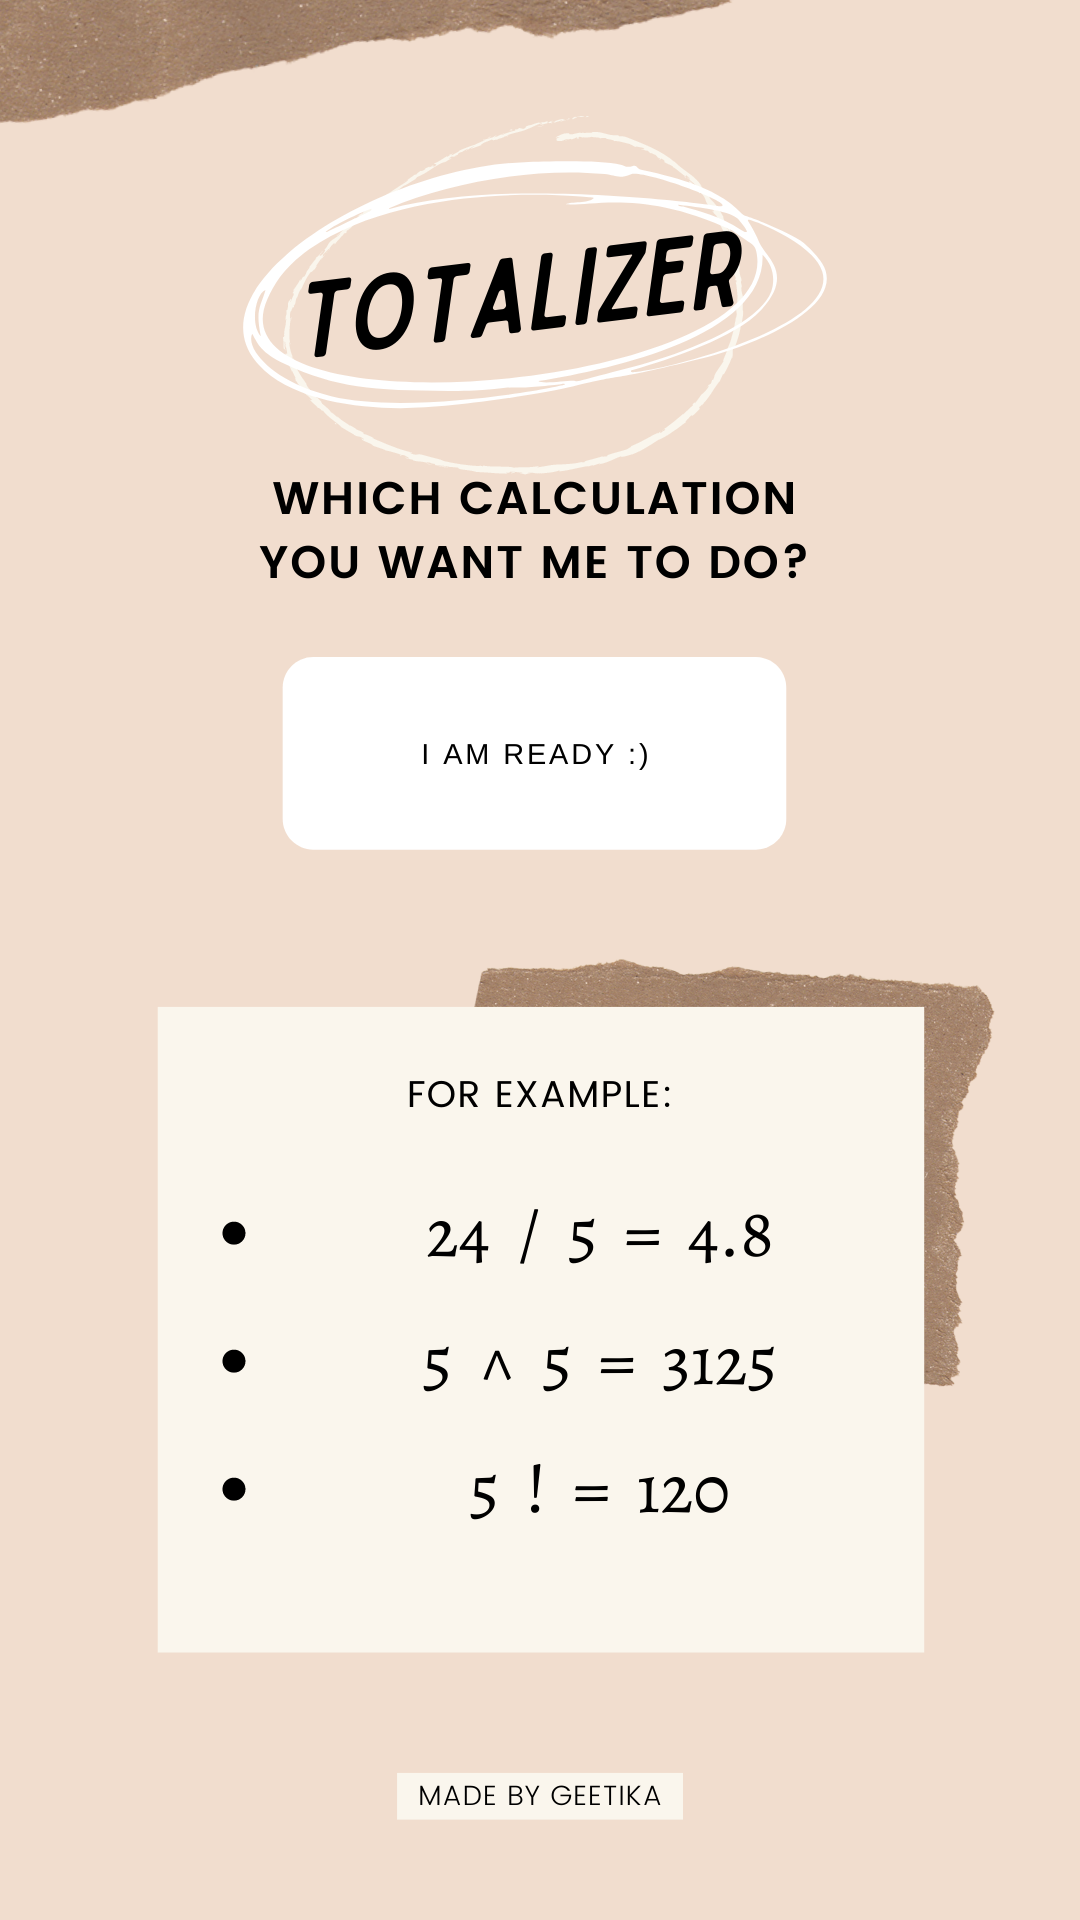 TOTALIZER
WHICH CALCULATION
YOU WANT ME TO DO?
I AM READY :)
FOR EXAMPLE:
• 24 / 5 = 4.8
• 5 ^ 5 = 3125
• 5 ! = 120
MADE BY GEETIKA